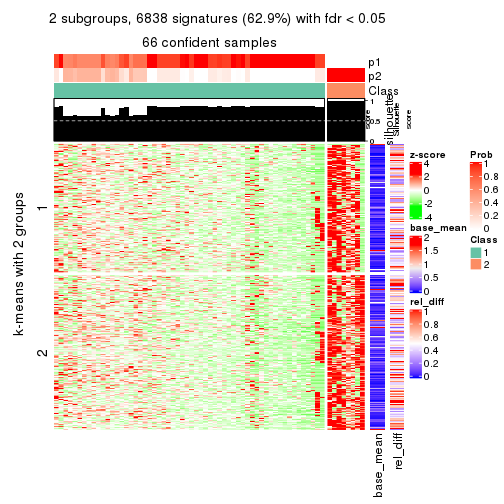 2 subgroups, 6838 signatures (62.9%) with fdr < 0.05
66 confident samples
p1
p2
Class
1
0.5
0
silhouette
score
silhouette
score
k-means with 2 groups
1
2
z-score
4
2
0
-2
-4
base_mean
2
1.5
1
0.5
0
rel_diff
1
0.8
0.6
0.4
0.2
0
Prob
1
0.8
0.6
0.4
0.2
0
Class
1
2
base_mean
rel_diff